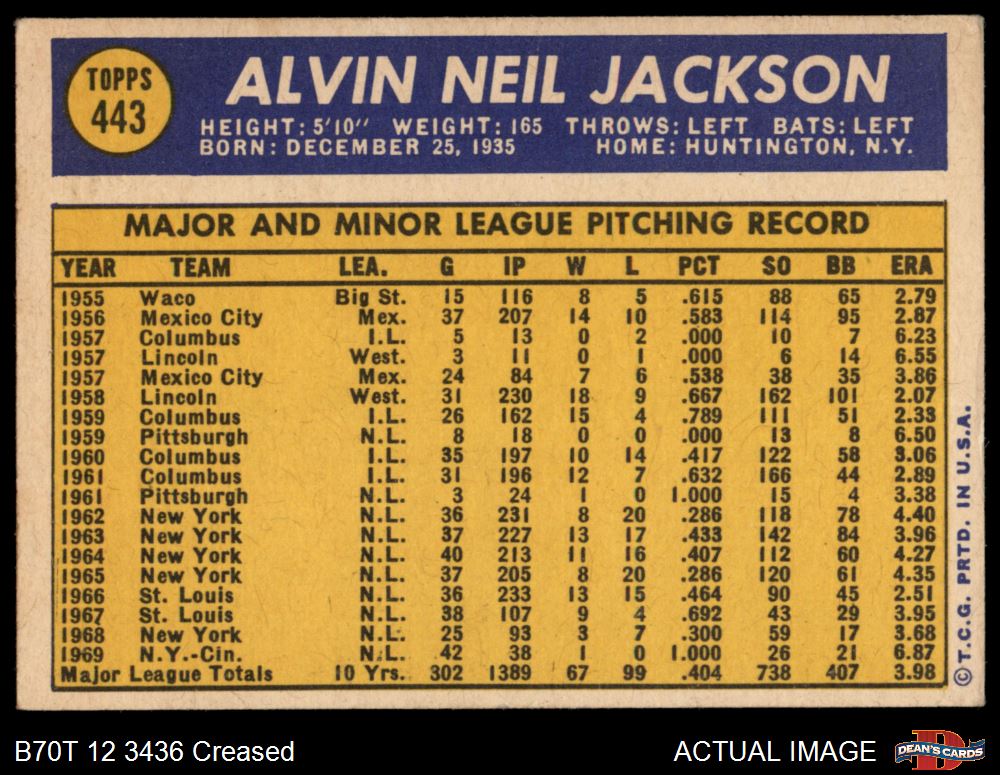 TOPPS
443
ALVIN NEIL JACKSON
HEIGHT: 5'10" WEIGHT: 165 THROWS: LEFT BATS: LEFT
BORN: DECEMBER 25, 1935 HOME: HUNTINGTON, N.Y.
MAJOR AND MINOR LEAGUE PITCHING RECORD
YEAR TEAM LEA. G IP W L PCT SO BB ERA
1955 Waco Big St. 15 116 8 5 .615 88 65 2.79
1956 Mexico City Mex. 37 207 14 10 .583 114 95 2.87
1957 Columbus I.L. 5 13 0 2 .000 10 7 6.23
1957 Lincoln West. 3 11 0 1 .000 6 14 6.55
1957 Mexico City Mex. 24 84 7 6 .538 38 35 3.86
1958 Lincoln West. 31 230 18 9 .667 162 101 2.07
1959 Columbus I.L. 26 162 15 4 .789 111 51 2.33
1959 Pittsburgh N.L. 8 18 0 0 .000 13 8 6.50
1960 Columbus I.L. 35 197 10 14 .417 122 58 3.06
1961 Columbus I.L. 31 196 12 7 .632 166 44 2.89
1961 Pittsburgh N.L. 3 24 1 0 1.000 15 4 3.38
1962 New York N.L. 36 231 8 20 .286 118 78 4.40
1963 New York N.L. 37 227 13 17 .433 142 84 3.96
1964 New York N.L. 40 213 11 16 .407 112 60 4.27
1965 New York N.L. 37 205 8 20 .286 120 61 4.35
1966 St. Louis N.L. 36 233 13 15 .464 90 45 2.51
1967 St. Louis N.L. 38 107 9 4 .692 43 29 3.95
1968 New York N.L. 25 93 3 7 .300 59 17 3.68
1969 N.Y.-Cin. N.L. 42 38 1 0 1.000 26 21 6.87
Major League Totals 10 Yrs. 302 1389 67 99 .404 738 407 3.98
©T.C.G. PRTD. IN U.S.A.
B70T 12 3436 Creased
ACTUAL IMAGE
DEAN'S CARDS